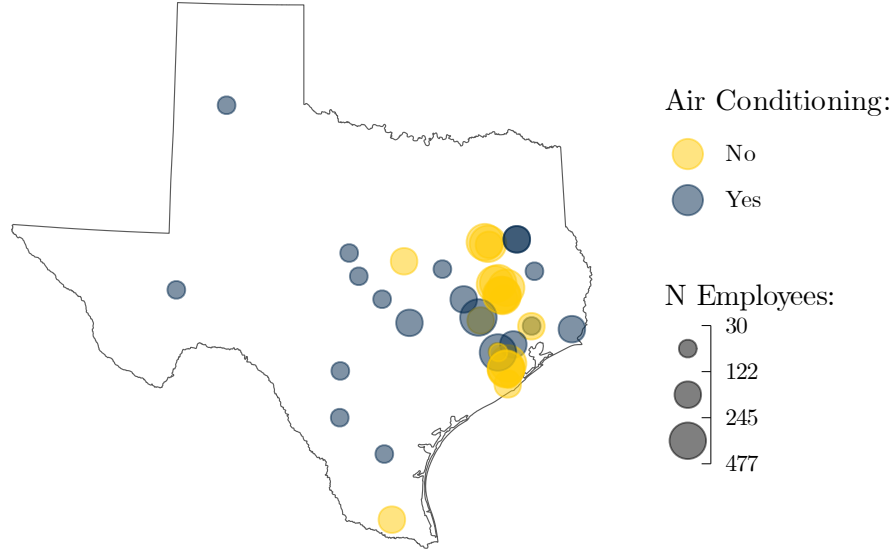 Air Conditioning:
No
Yes
N Employees:
30
122
245
477